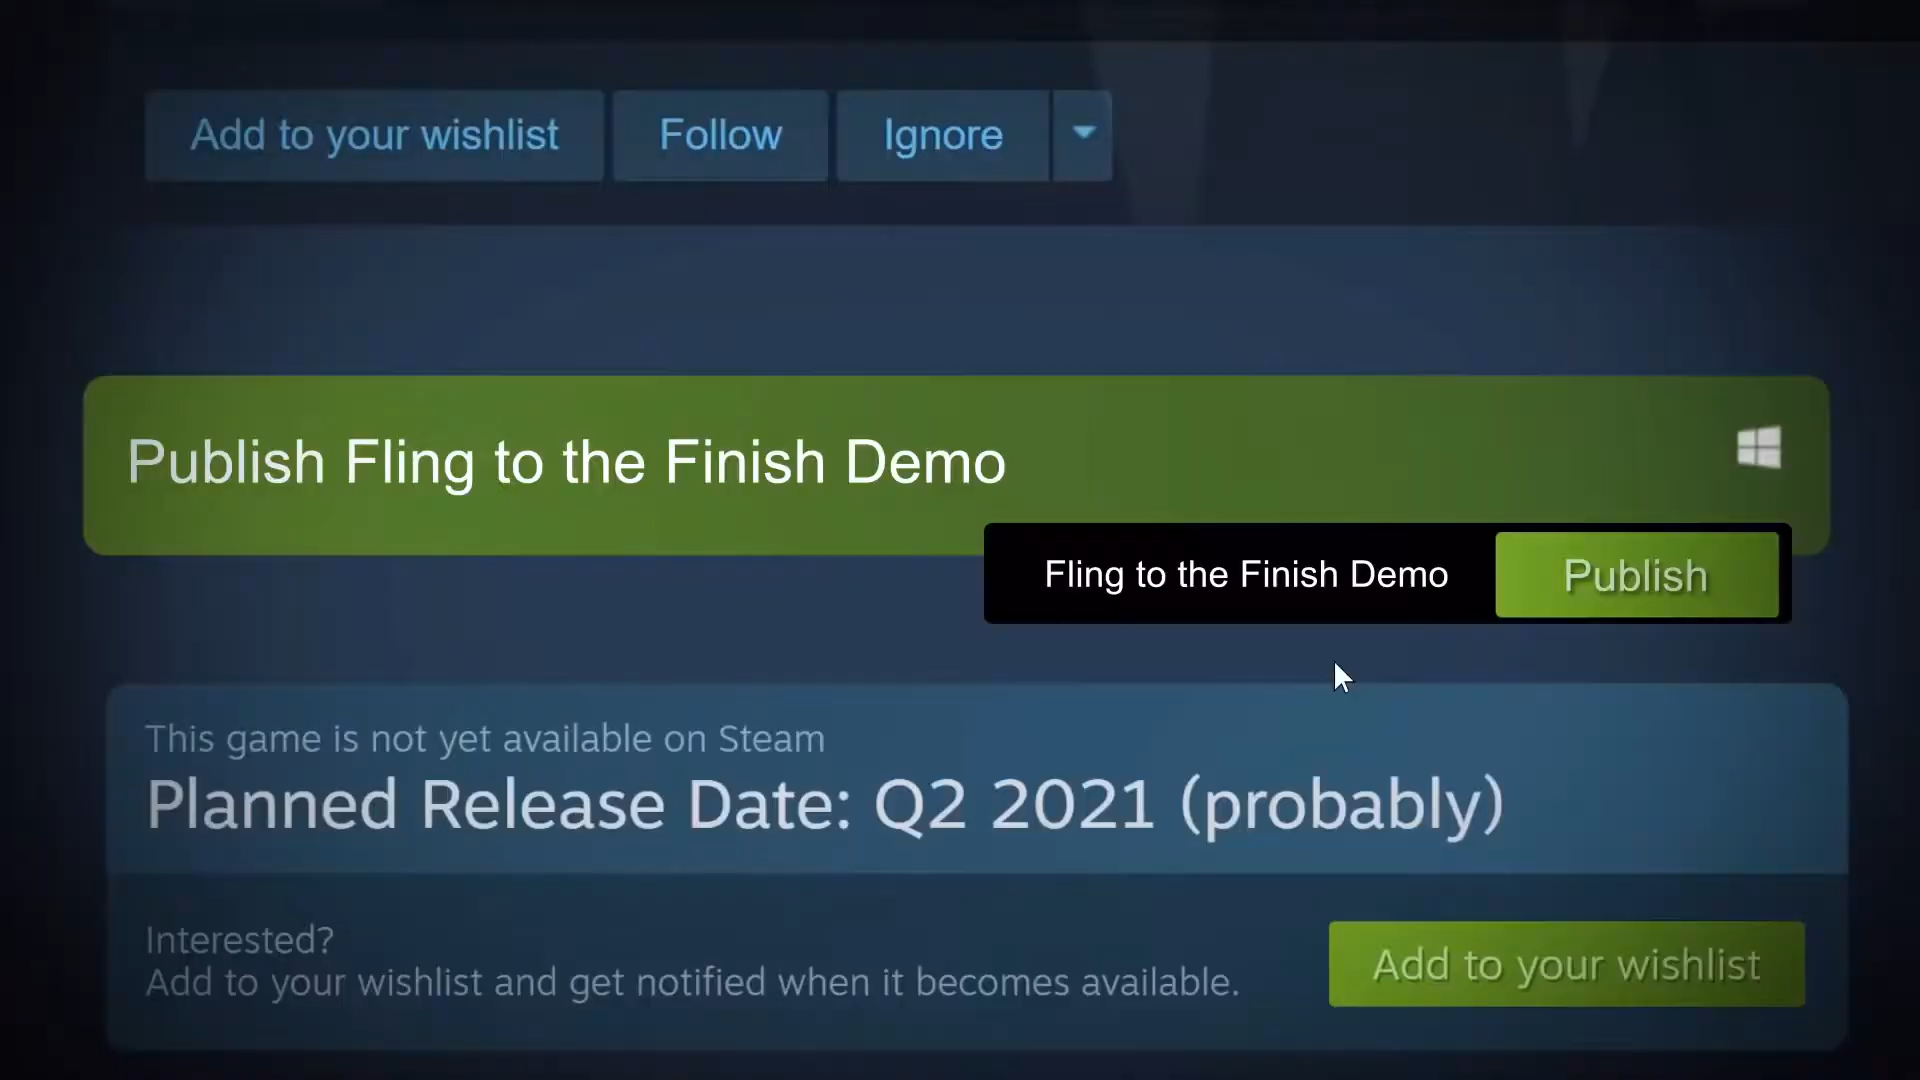 Add to your wishlist Follow Ignore
Publish Fling to the Finish Demo
Fling to the Finish Demo Publish
This game is not yet available on Steam
Planned Release Date: Q2 2021 (probably)
Interested?
Add to your wishlist and get notified when it becomes available.
Add to your wishlist